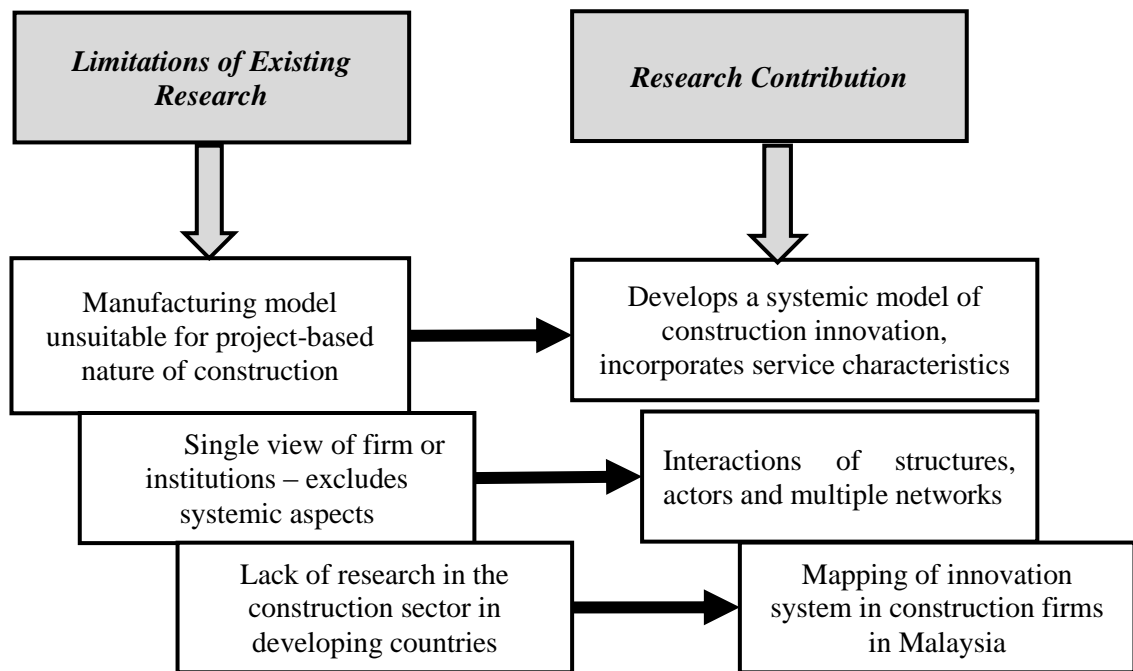 Limitations of Existing
Research
Research Contribution
Manufacturing model
unsuitable for project-based
nature of construction
Develops a systemic model of
construction innovation,
incorporates service characteristics
Single view of firm or
institutions – excludes
systemic aspects
Interactions of structures,
actors and multiple networks
Lack of research in the
construction sector in
developing countries
Mapping of innovation
system in construction firms
in Malaysia